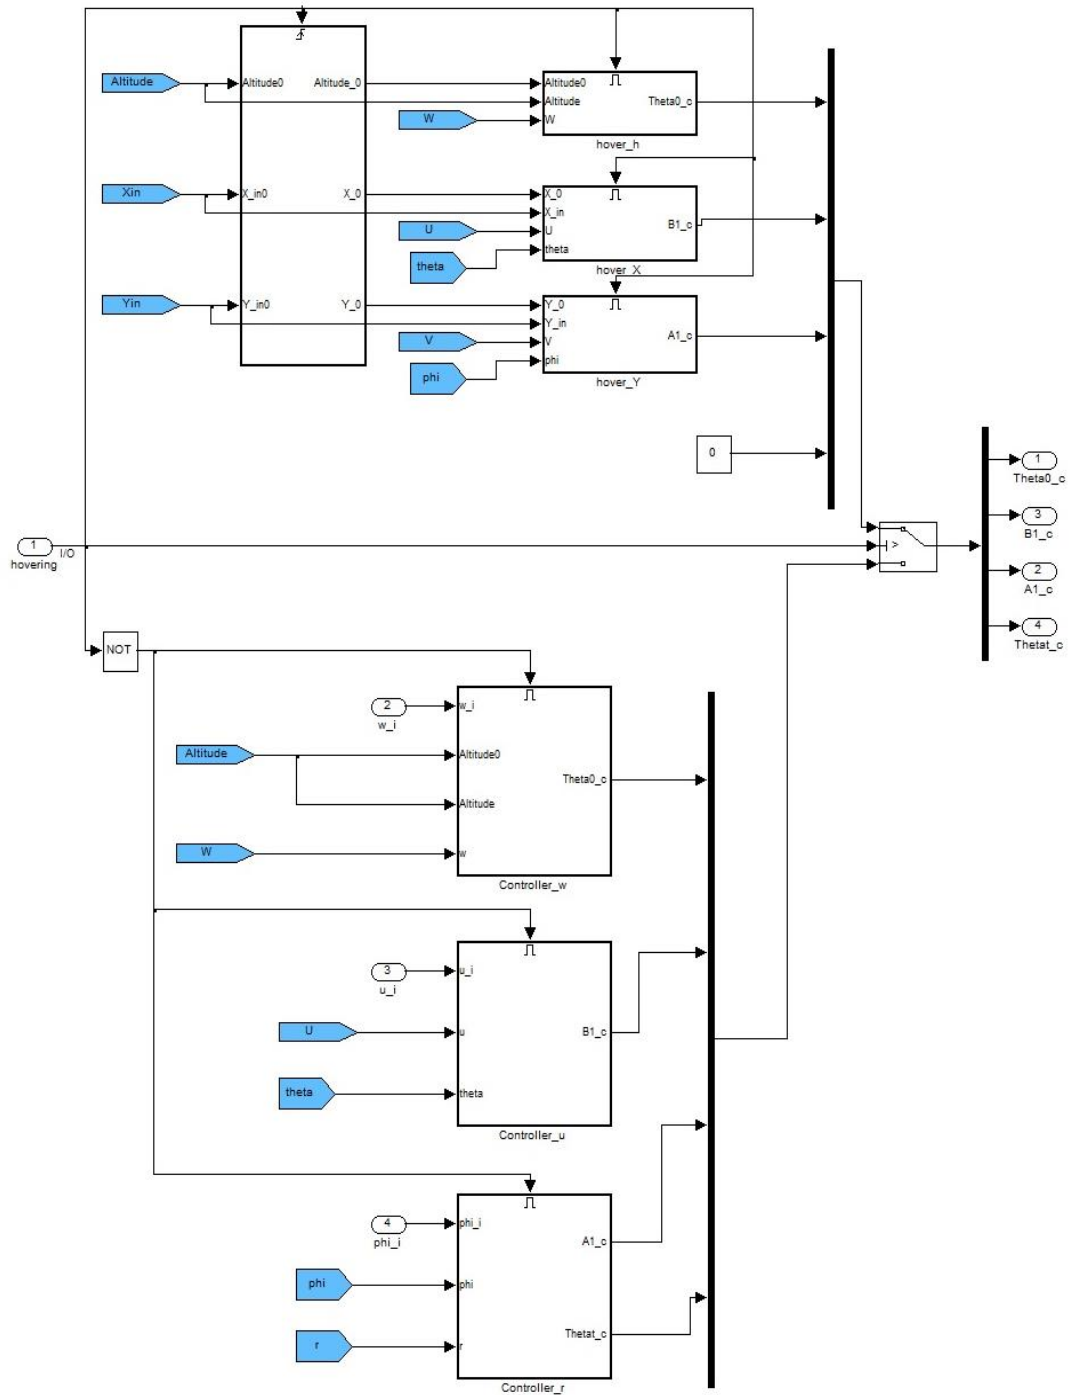 Altitude
Altitude0
Altitude_0
Altitude0
Altitude
W
W
Theta0_c
hover_h
Xin
X_in0
X_0
X_0
X_in
U
U
theta
theta
B1_c
hover_X
Yin
Y_in0
Y_0
Y_0
Y_in
V
V
phi
phi
A1_c
hover_Y
0
1
hovering
I/O
>
1
Theta0_c
3
B1_c
2
A1_c
4
Thetat_c
NOT
2
w_i
w_i
Altitude
Altitude0
Altitude
W
w
Theta0_c
Controller_w
3
u_i
u_i
U
u
theta
theta
B1_c
Controller_u
4
phi_i
phi_i
phi
phi
r
r
A1_c
Thetat_c
Controller_r